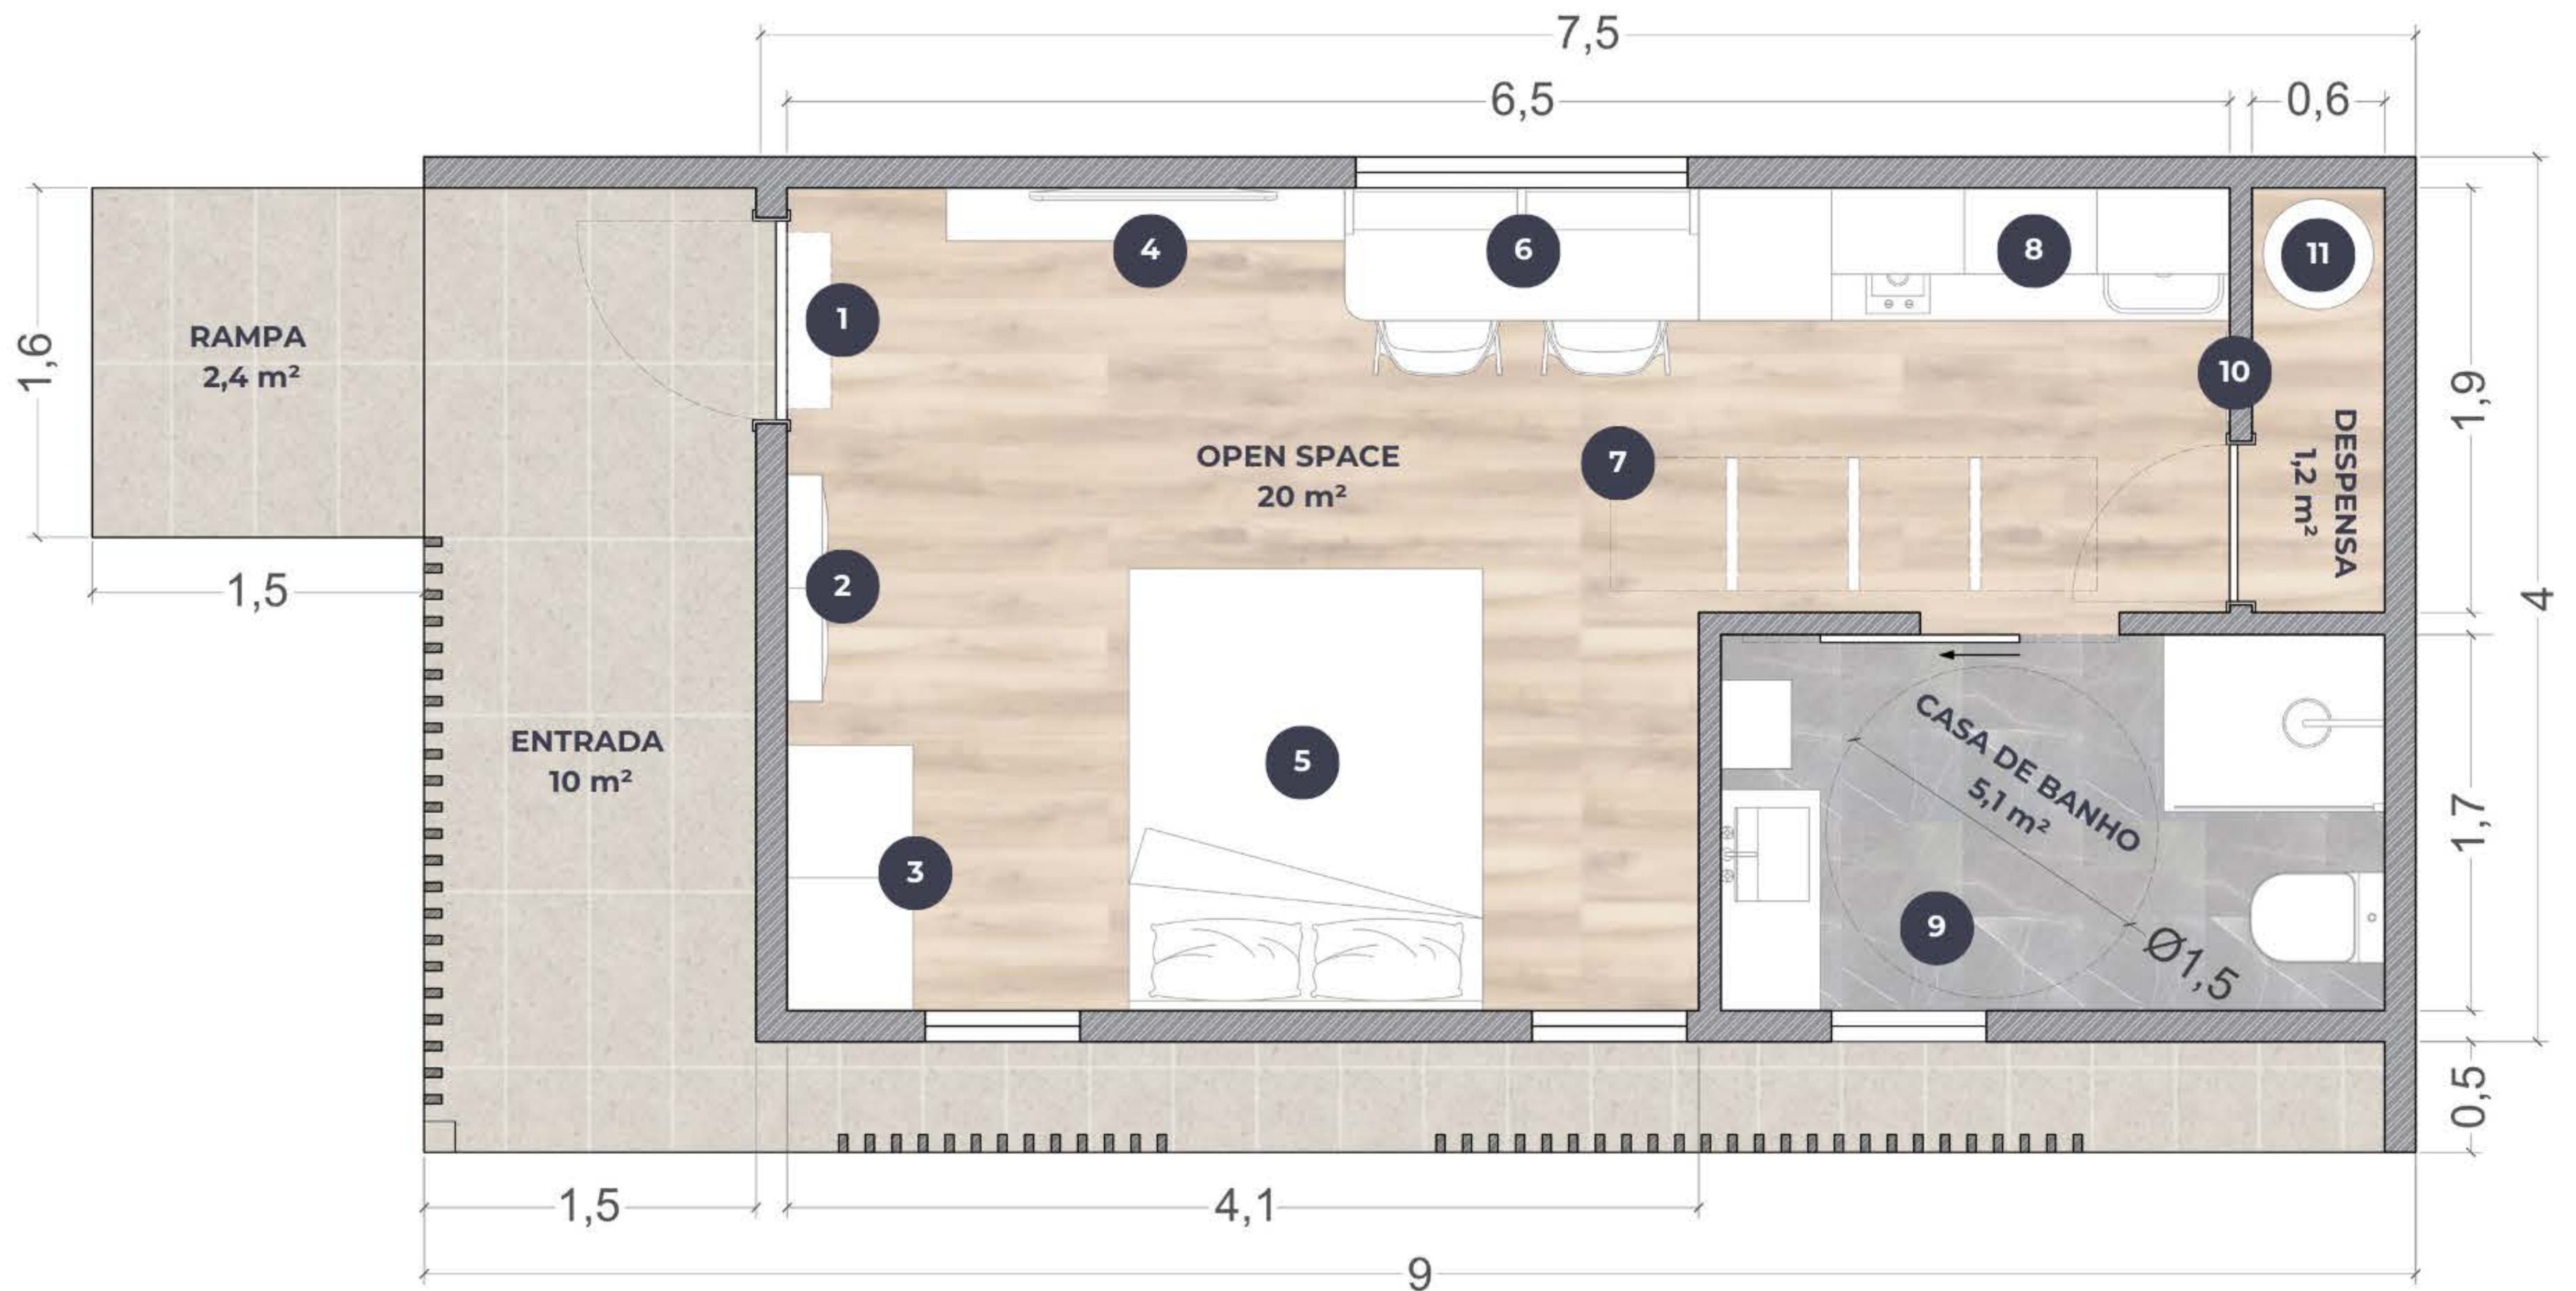 7,5
6,5
0,6
1,6
RAMPA
2,4 m²
1,5
ENTRADA
10 m²
1
2
3
4
5
6
7
8
9
10
11
OPEN SPACE
20 m²
DESPENSA
1,2 m²
CASA DE BANHO
5,1 m²
Ø1,5
1,9
4
1,7
0,5
1,5
4,1
9